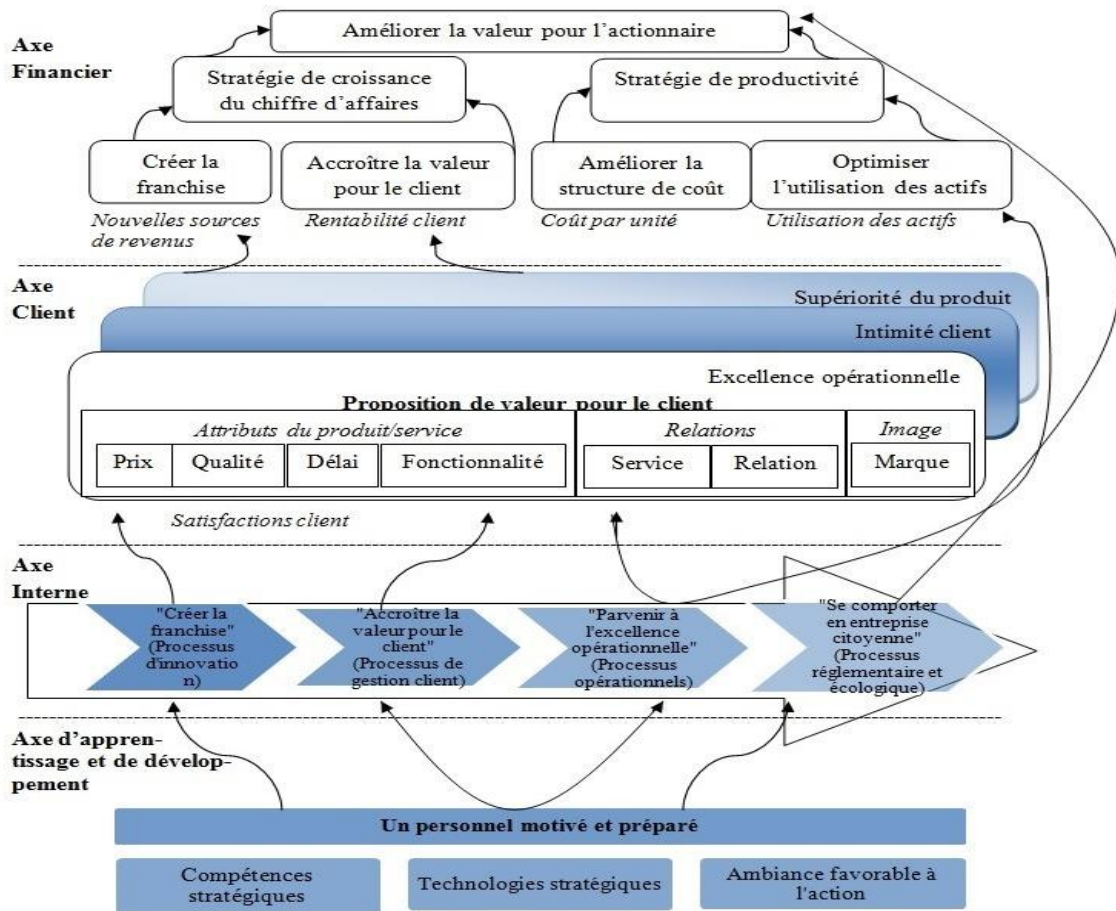 Axe
Financier
Améliorer la valeur pour l'actionnaire
Stratégie de croissance
du chiffre d'affaires
Stratégie de productivité
Créer la
franchise
Accroître la valeur
pour le client
Améliorer la
structure de coût
Optimiser
l'utilisation des actifs
Nouvelles sources
de revenus
Rentabilité client
Coût par unité
Utilisation des actifs
Axe
Client
Supériorité du produit
Intimité client
Excellence opérationnelle
Proposition de valeur pour le client
Attributs du produit/service
Relations
Image
Prix
Qualité
Délai
Fonctionnalité
Service
Relation
Marque
Satisfactions client
Axe
Interne
"Créer la
franchise"
(Processus
d'innovatio
n)
"Accroître la
valeur pour le
client"
(Processus de
gestion client)
"Parvenir à
l'excellence
opérationnelle"
(Processus
opérationnels)
"Se comporter
en entreprise
citoyenne"
(Processus
réglementaire et
écologique)
Axe d'appren-
tissage et de dévelop-
pement
Un personnel motivé et préparé
Compétences
stratégiques
Technologies stratégiques
Ambiance favorable à
l'action